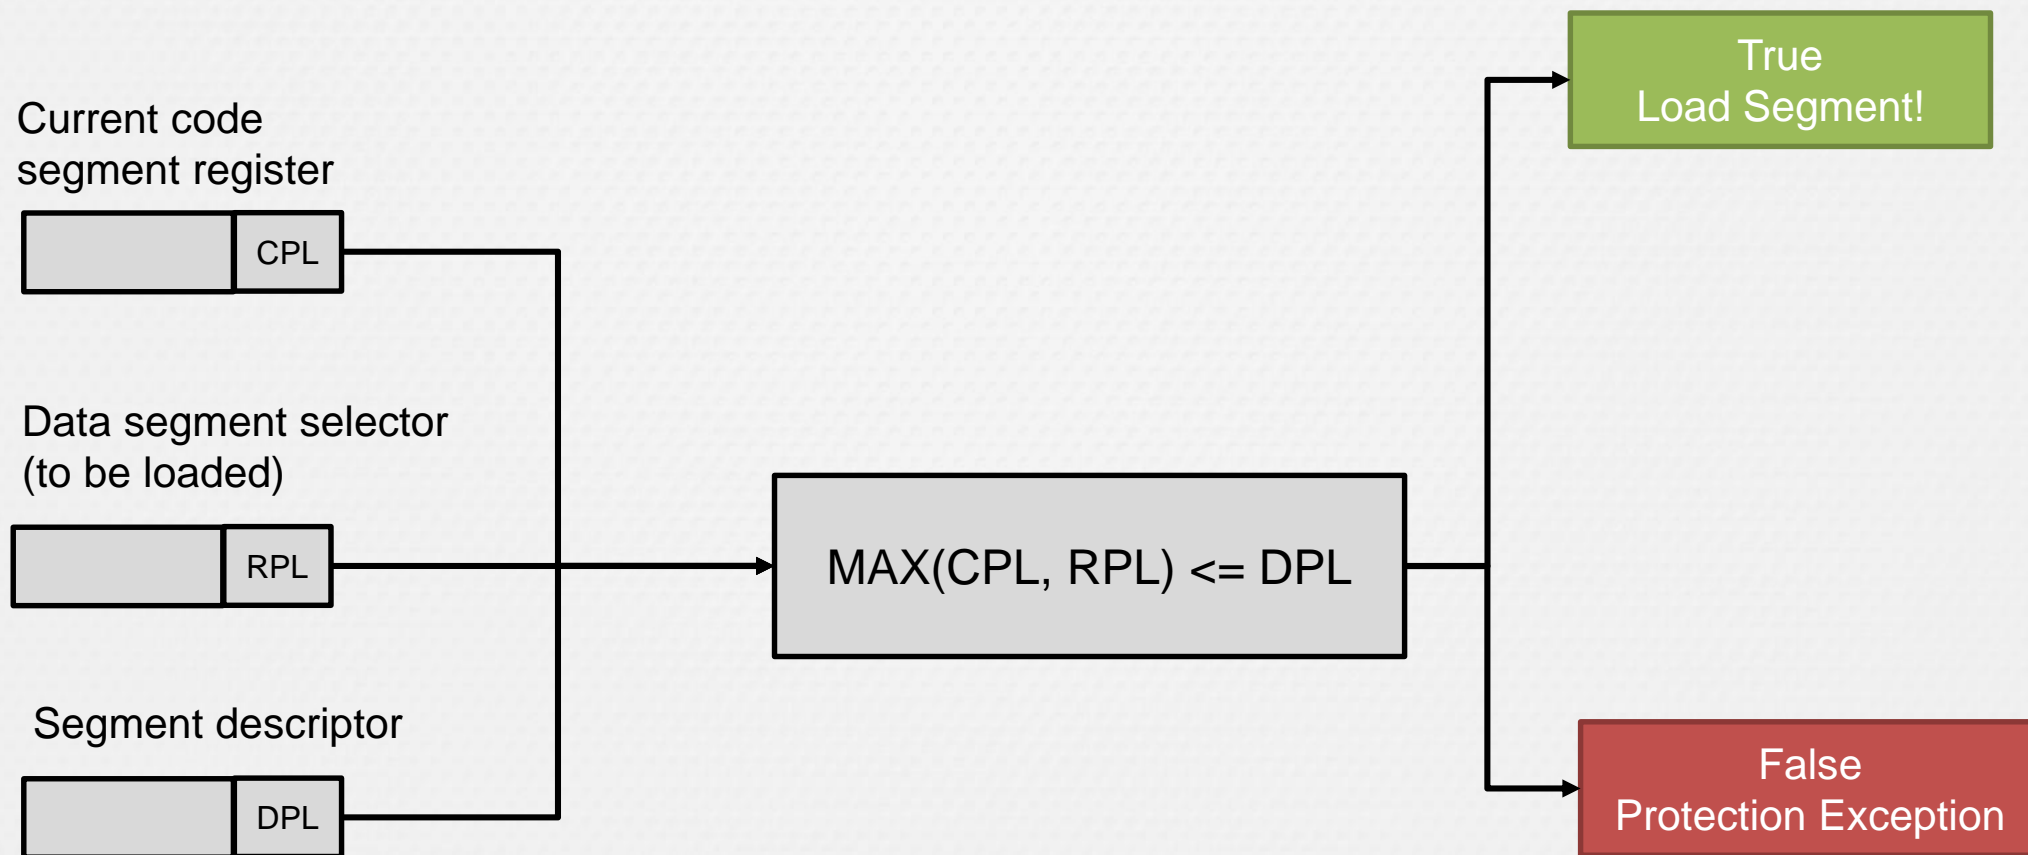 Current code
segment register
CPL
Data segment selector
(to be loaded)
RPL
Segment descriptor
DPL
MAX(CPL, RPL) <= DPL
True
Load Segment!
False
Protection Exception